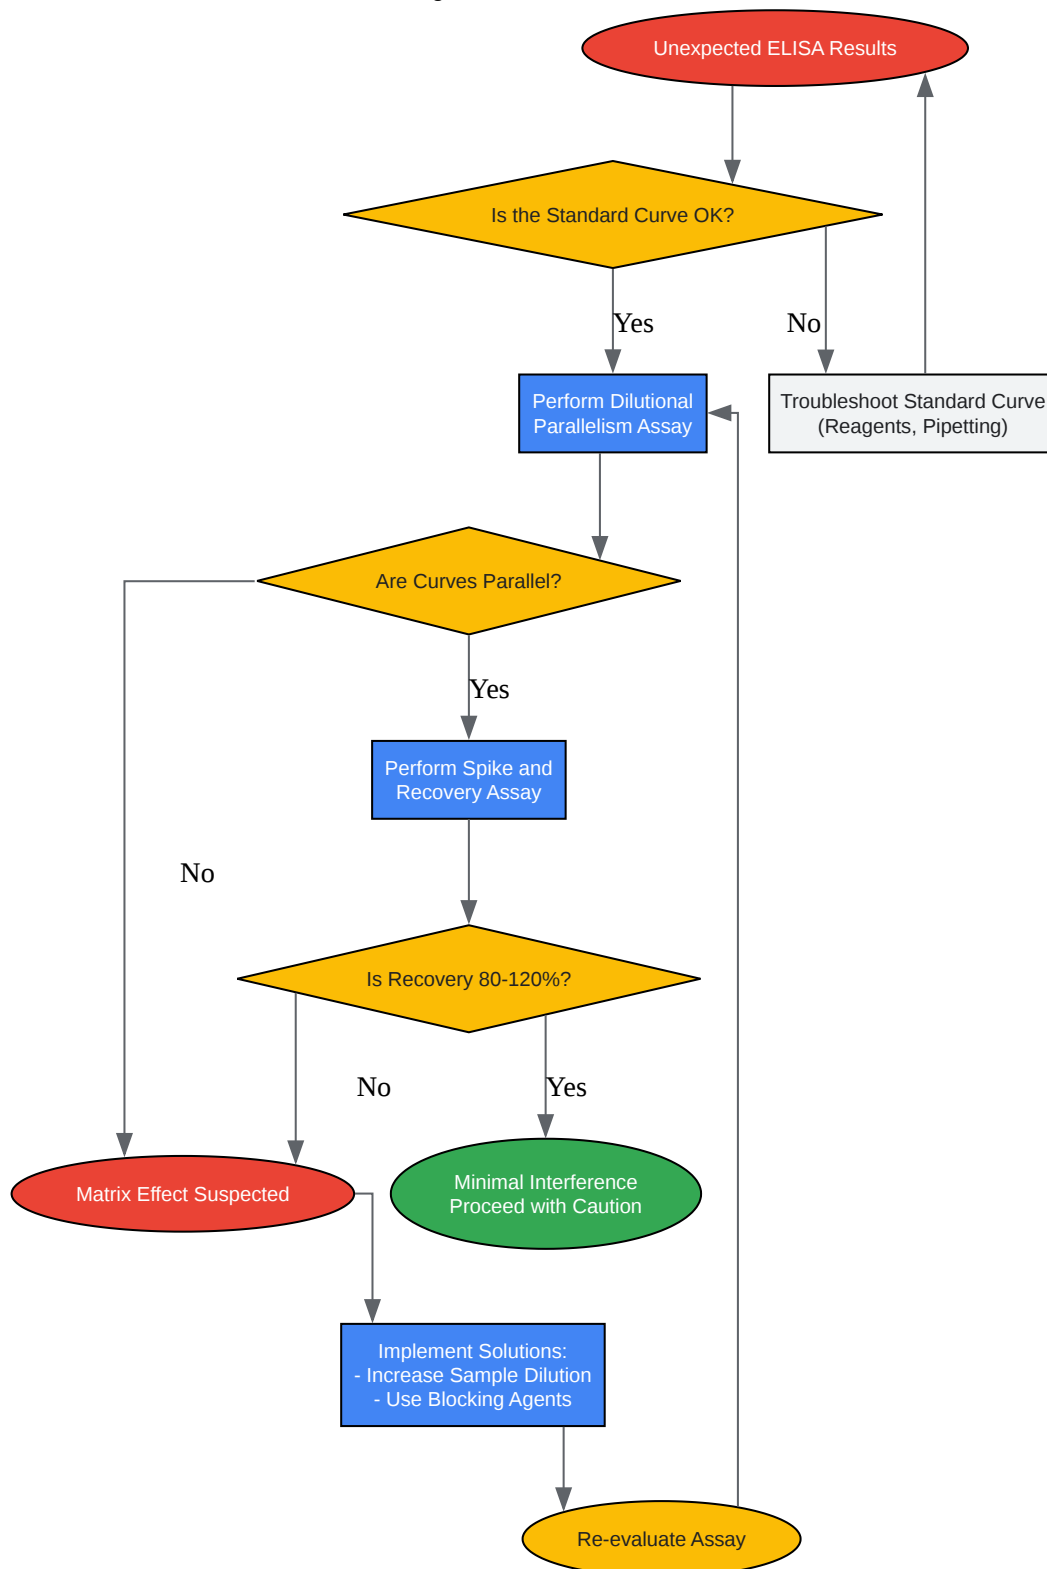 Unexpected ELISA Results
Is the Standard Curve OK?
Yes
No
Perform Dilutional
Parallelism Assay
Troubleshoot Standard Curve
(Reagents, Pipetting)
Are Curves Parallel?
Yes
Perform Spike and
Recovery Assay
No
Is Recovery 80-120%?
No
Yes
Matrix Effect Suspected
Minimal Interference
Proceed with Caution
Implement Solutions:
- Increase Sample Dilution
- Use Blocking Agents
Re-evaluate Assay